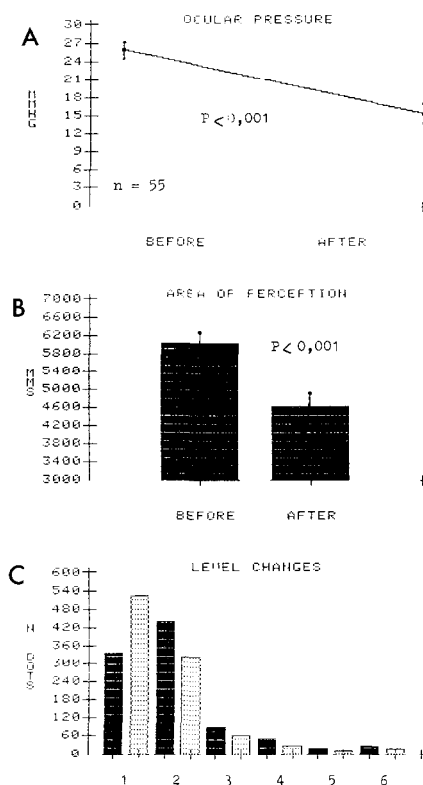 A
OCULAR PRESSURE
30
27
24
21
18
15
12
9
6
3
0
MMHG
P<0,001
n = 55
BEFORE AFTER
B
AREA OF PERCEPTION
7000
6600
6200
5800
5400
5000
4600
4200
3800
3400
3000
MMS
P<0,001
BEFORE AFTER
C
LEVEL CHANGES
600
540
480
420
360
300
240
180
120
60
0
N DOTS
1 2 3 4 5 6